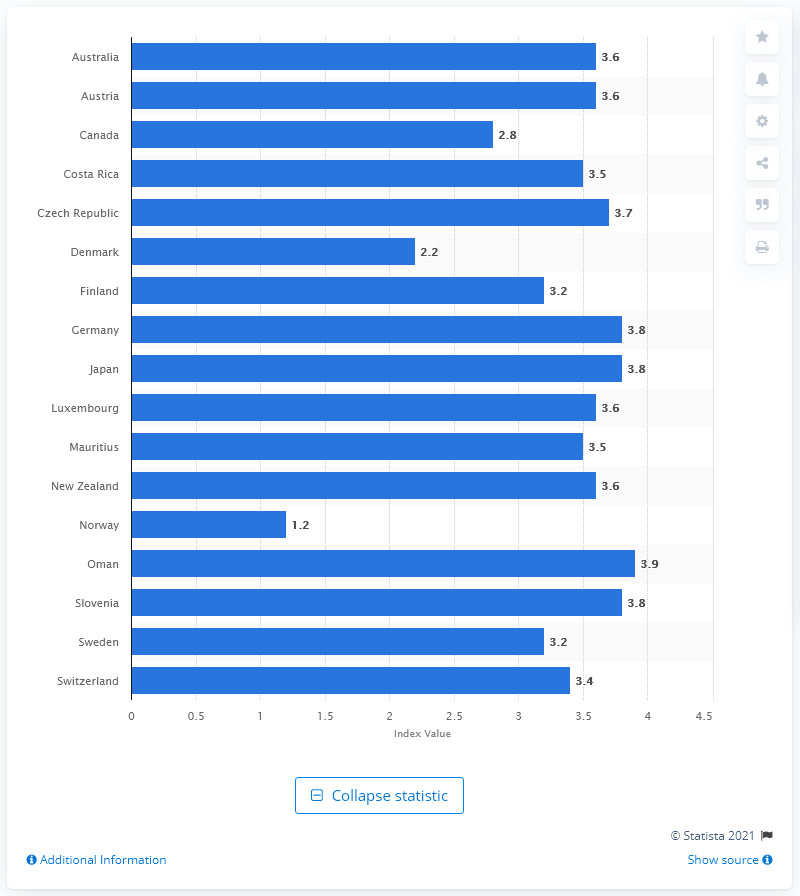 Australia 3.6
Austria 3.6
Canada 2.8
Costa Rica 3.5
Czech Republic 3.7
Denmark 2.2
Finland 3.2
Germany 3.8
Japan 3.8
Luxembourg 3.6
Mauritius 3.5
New Zealand 3.6
Norway 1.2
Oman 3.9
Slovenia 3.8
Sweden 3.2
Switzerland 3.4
0 0.5 1 1.5 2 2.5 3 3.5 4 4.5
Index Value
Collapse statistic
© Statista 2021
Additional Information Show source